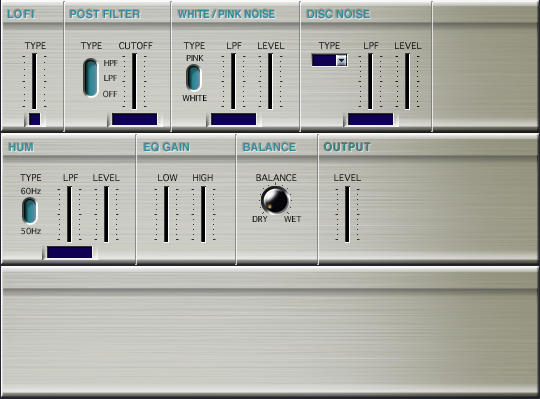 LOFI POST FILTER WHITE / PINK NOISE DISC NOISE
TYPE TYPE CUTOFF TYPE LPF LEVEL TYPE LPF LEVEL
PINK
HPF
LPF
OFF
WHITE
HUM EQ GAIN BALANCE OUTPUT
TYPE LPF LEVEL LOW HIGH BALANCE LEVEL
60Hz
DRY WET
50Hz